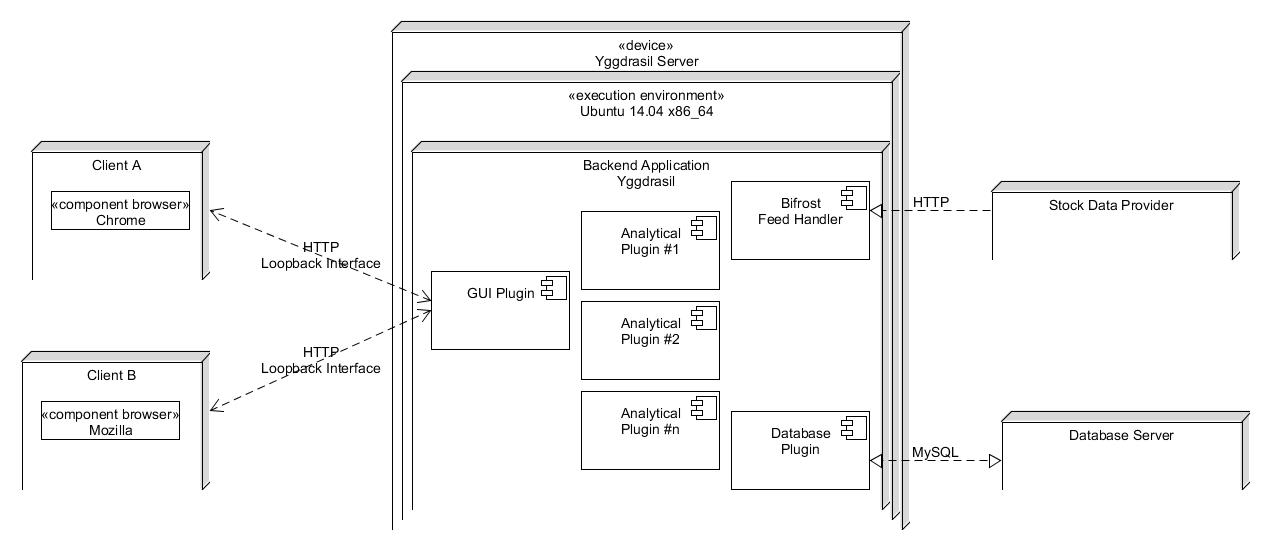 «device»
Yggdrasil Server
«execution environment»
Ubuntu 14.04 x86_64
Backend Application
Yggdrasil
Client A
«component browser»
Chrome
HTTP
Loopback Interface
Client B
«component browser»
Mozilla
HTTP
Loopback Interface
GUI Plugin
Analytical
Plugin #1
Analytical
Plugin #2
Analytical
Plugin #n
Bifrost
Feed Handler
HTTP
Stock Data Provider
Database
Plugin
MySQL
Database Server